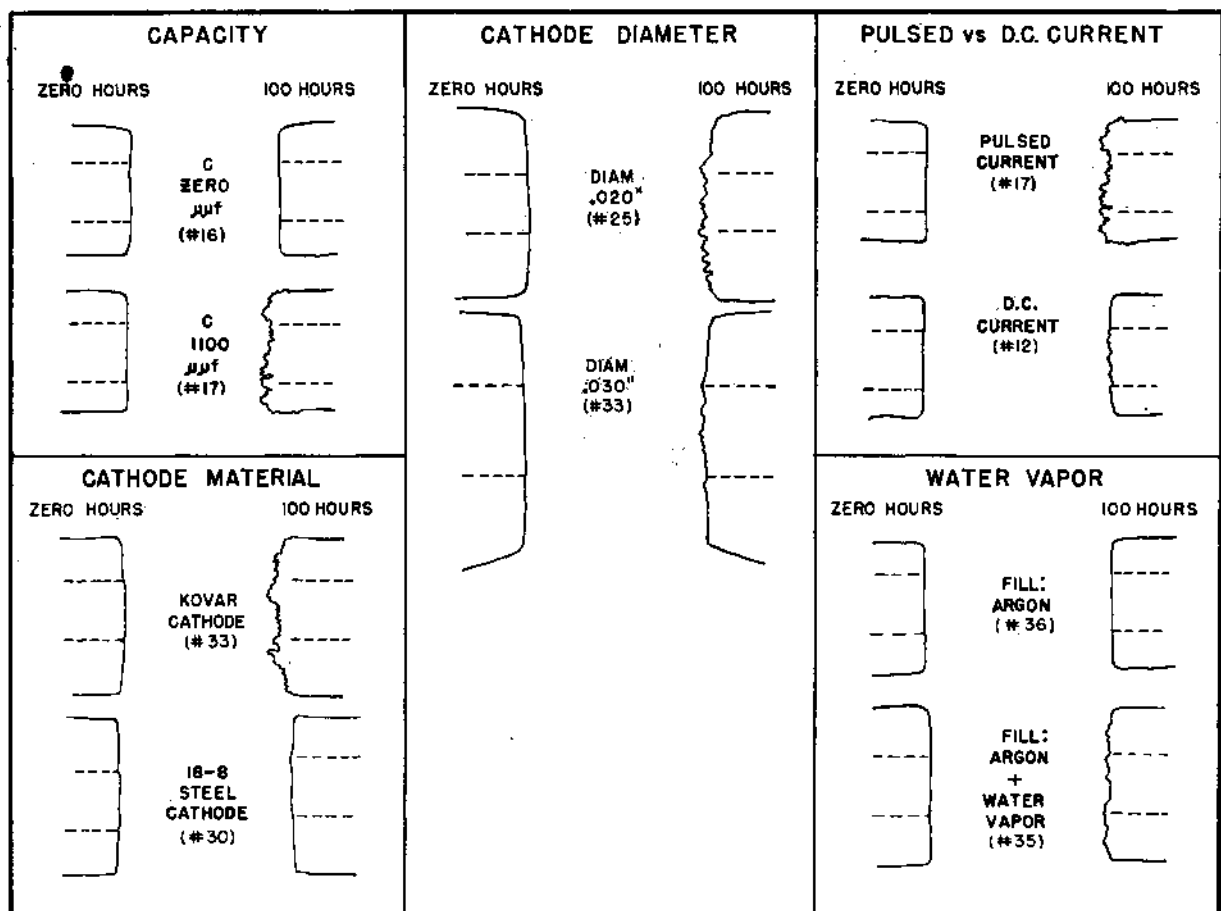 CAPACITY
ZERO HOURS 100 HOURS
C
ZERO
µµf
(#16)
C
1100
µµf
(#17)
CATHODE MATERIAL
ZERO HOURS 100 HOURS
KOVAR
CATHODE
(#33)
18-8
STEEL
CATHODE
(#30)
CATHODE DIAMETER
ZERO HOURS 100 HOURS
DIAM
.020"
(#25)
DIAM
.030"
(#33)
PULSED vs D.C. CURRENT
ZERO HOURS 100 HOURS
PULSED
CURRENT
(#17)
D.C.
CURRENT
(#12)
WATER VAPOR
ZERO HOURS 100 HOURS
FILL:
ARGON
(#36)
FILL:
ARGON
+
WATER
VAPOR
(#35)